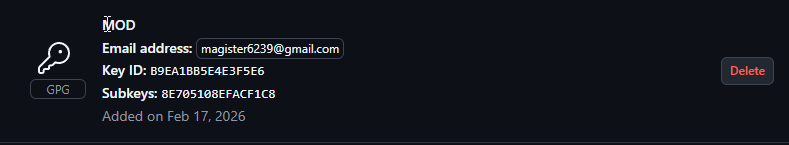 MOD
Email address: magister6239@gmail.com
Key ID: B9EA1BB5E4E3F5E6
Subkeys: 8E705108EFACF1C8
Added on Feb 17, 2026
GPG
Delete